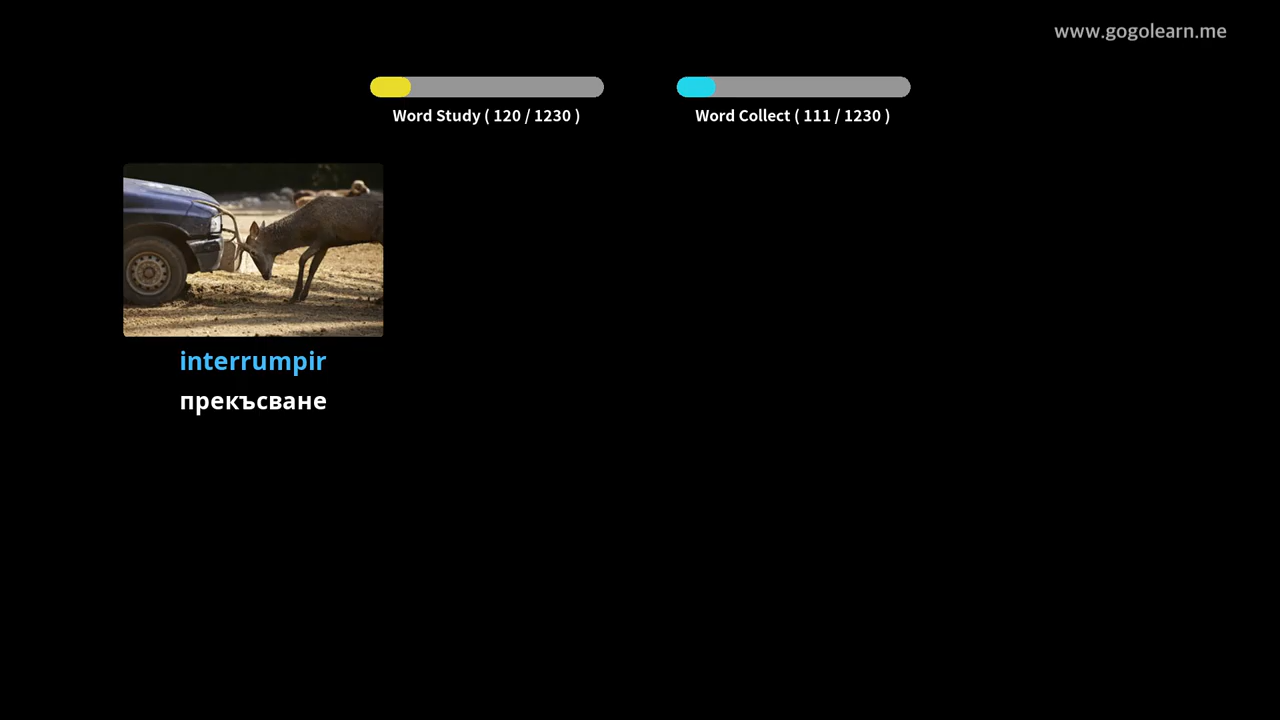 www.gogolearn.me
Word Study ( 120 / 1230 )
Word Collect ( 111 / 1230 )
interrumpir
прекъсване